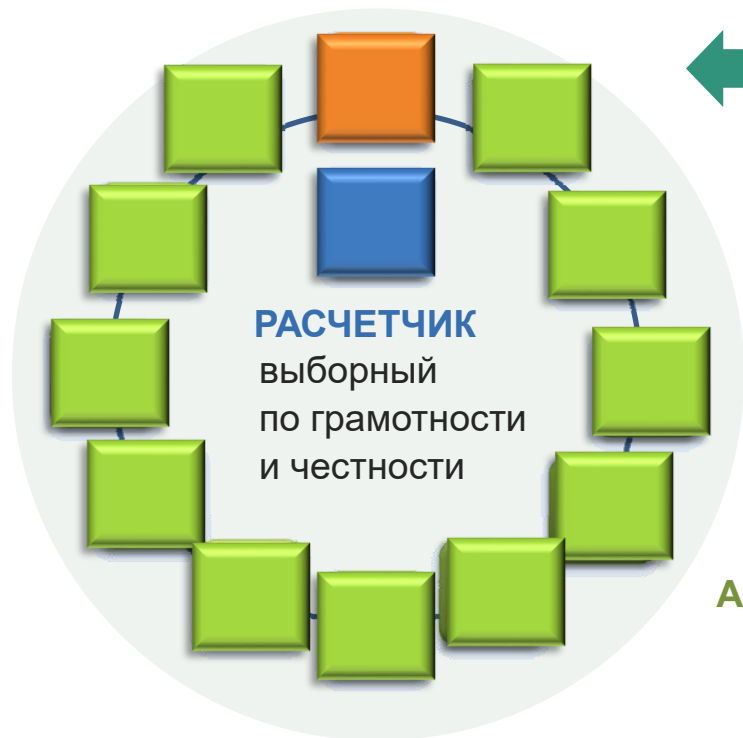 РАСЧЕТЧИК
выборный
по грамотности
и честности
А